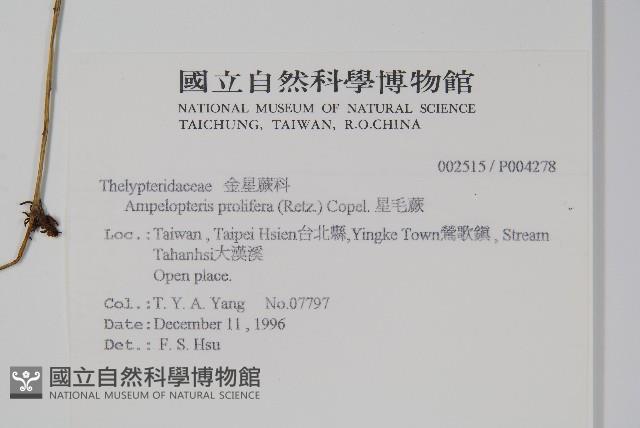 國立自然科學博物館
NATIONAL MUSEUM OF NATURAL SCIENCE
TAICHUNG, TAIWAN, R.O.CHINA
002515 / P004278
Thelypteridaceae 金星蕨科
Ampelopteris prolifera (Retz.) Copel. 星毛蕨
Loc.:Taiwan , Taipei Hsien台北縣,Yingke Town鶯歌鎮 , Stream
Tahanhsi大漢溪
Open place.
Col.:T. Y. A. Yang No.07797
Date:December 11 , 1996
Det.: F. S. Hsu
國立自然科學博物館
NATIONAL MUSEUM OF NATURAL SCIENCE